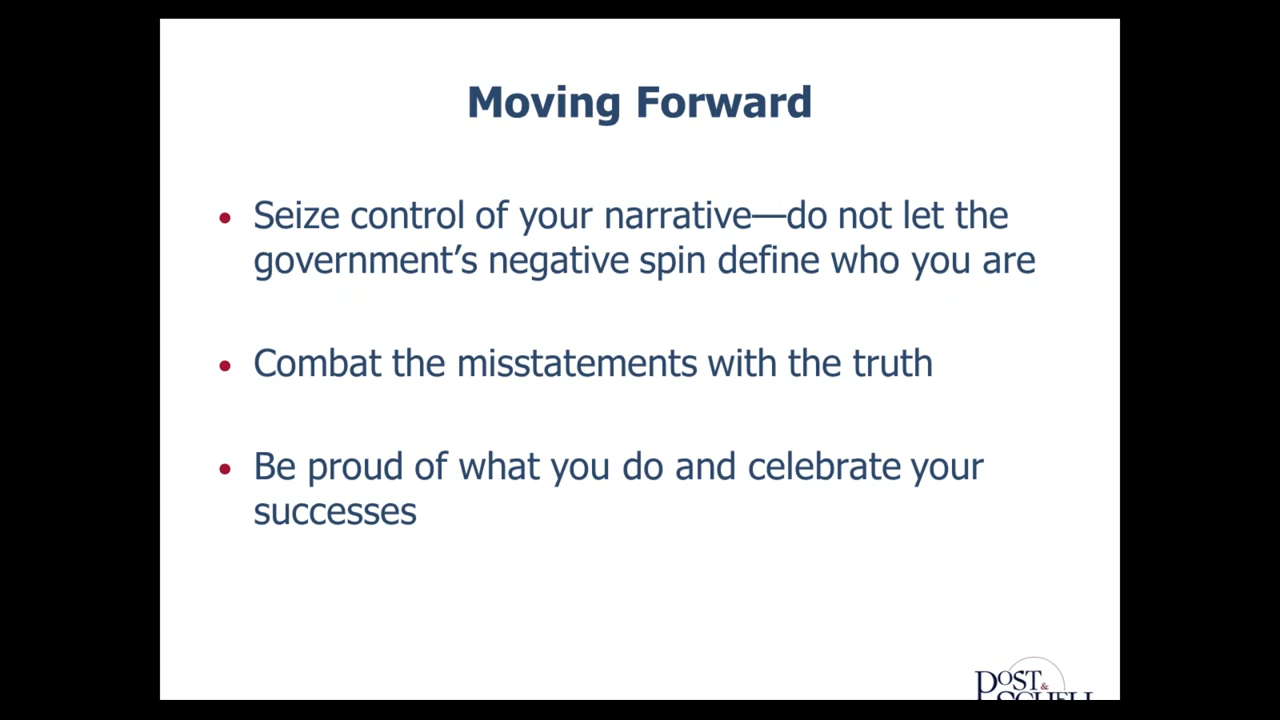 Moving Forward
• Seize control of your narrative—do not let the
government’s negative spin define who you are
• Combat the misstatements with the truth
• Be proud of what you do and celebrate your
successes
POST &
SCHELL